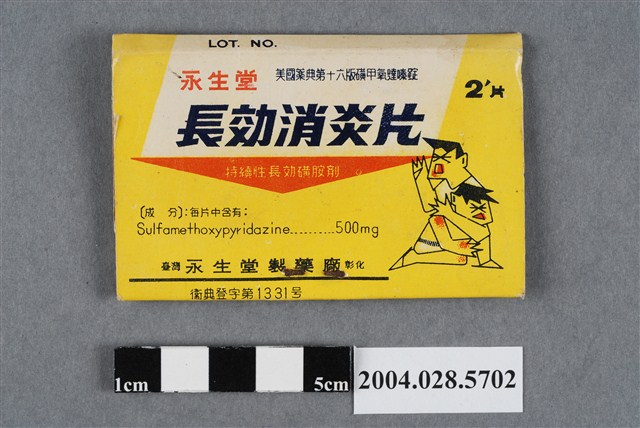 LOT. NO.
永生堂 美國藥典第十六版磺甲氧達嗪錠
2'片
長効消炎片
持續性長効磺胺剤
〔成 分〕:每片中含有:
Sulfamethoxypyridazine..........500mg
臺灣 永生堂製藥廠 彰化
衛典登字第1331号
1cm 5cm
2004.028.5702